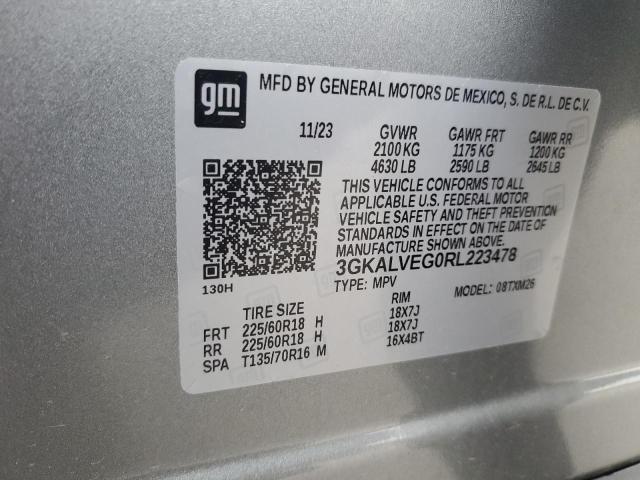 gm
MFD BY GENERAL MOTORS DE MEXICO, S. DE R.L. DE C.V.
11/23 GVWR GAWR FRT GAWR RR
2100 KG 1175 KG 1200 KG
4630 LB 2590 LB 2645 LB
THIS VEHICLE CONFORMS TO ALL
APPLICABLE U.S. FEDERAL MOTOR
VEHICLE SAFETY AND THEFT PREVENTION
STANDARDS IN EFFECT ON THE DATE OF
MANUFACTURE SHOWN ABOVE.
3GKALVEG0RL223478
130H
TYPE: MPV MODEL: 08TXM26
TIRE SIZE RIM
FRT 225/60R18 H 18X7J
RR 225/60R18 H 18X7J
SPA T135/70R16 M 16X4BT